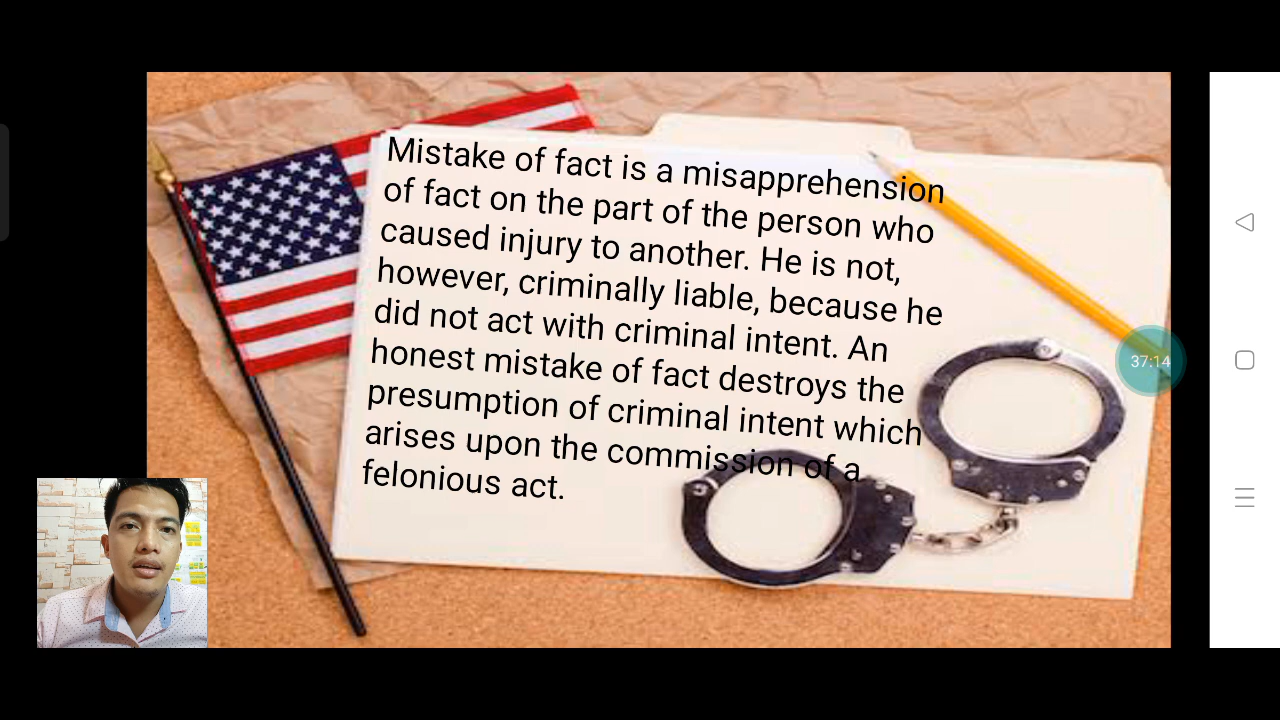 Mistake of fact is a misapprehension
of fact on the part of the person who
caused injury to another. He is not,
however, criminally liable, because he
did not act with criminal intent. An
honest mistake of fact destroys the
presumption of criminal intent which
arises upon the commission of a
felonious act.
37:14